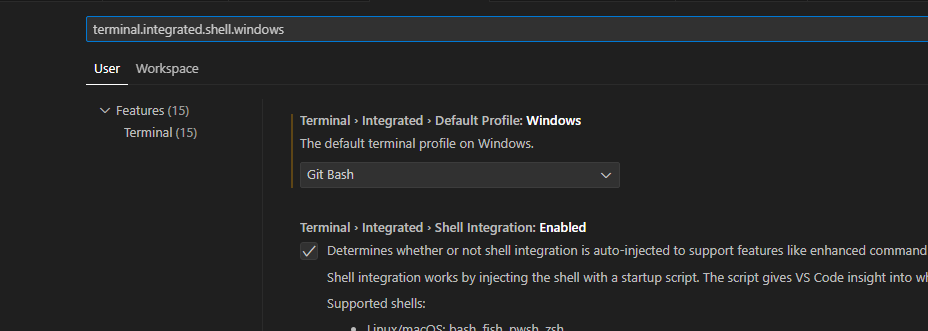 terminal.integrated.shell.windows
User Workspace
Features (15)
Terminal (15)
Terminal › Integrated › Default Profile: Windows
The default terminal profile on Windows.
Git Bash
Terminal › Integrated › Shell Integration: Enabled
Determines whether or not shell integration is auto-injected to support features like enhanced command
Shell integration works by injecting the shell with a startup script. The script gives VS Code insight into
Supported shells:
• Linux/macOS: bash, fish, pwsh, zsh